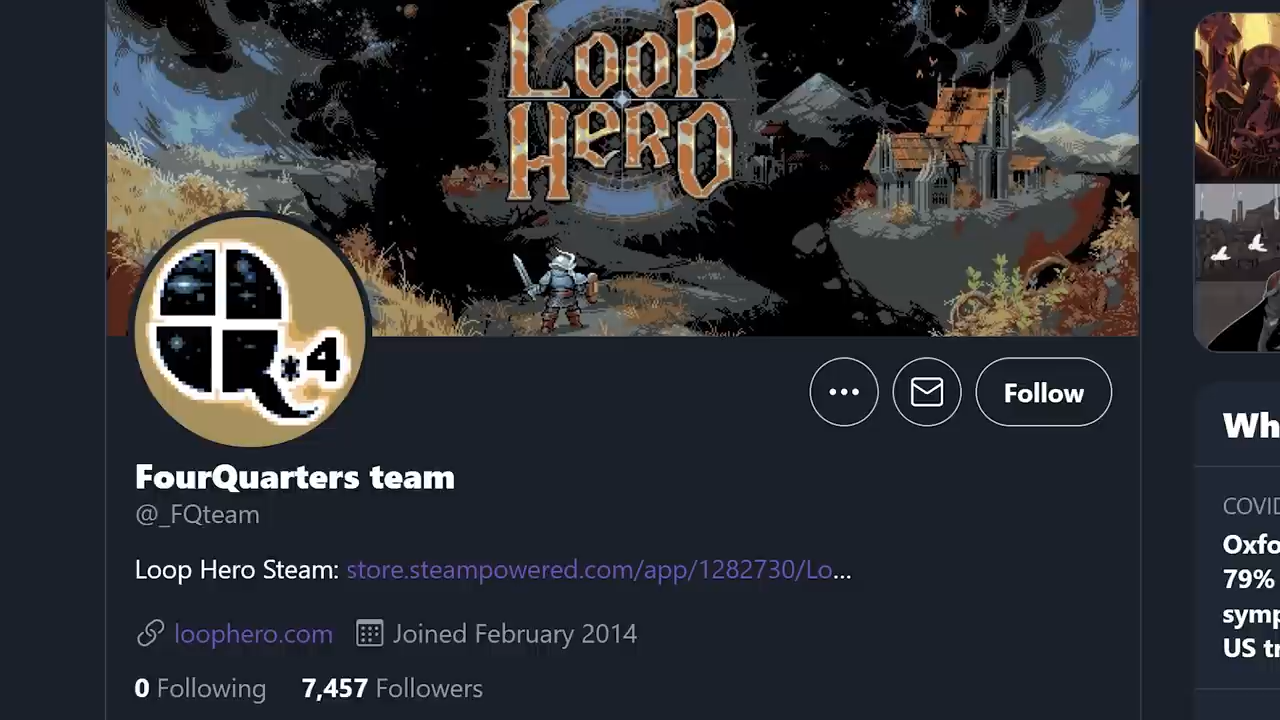 LOOP
HERO
*4
Follow
FourQuarters team
@_FQteam
Loop Hero Steam: store.steampowered.com/app/1282730/Lo...
loophero.com Joined February 2014
0 Following 7,457 Followers
Wh
COVID
Oxfo
79%
symp
US tr